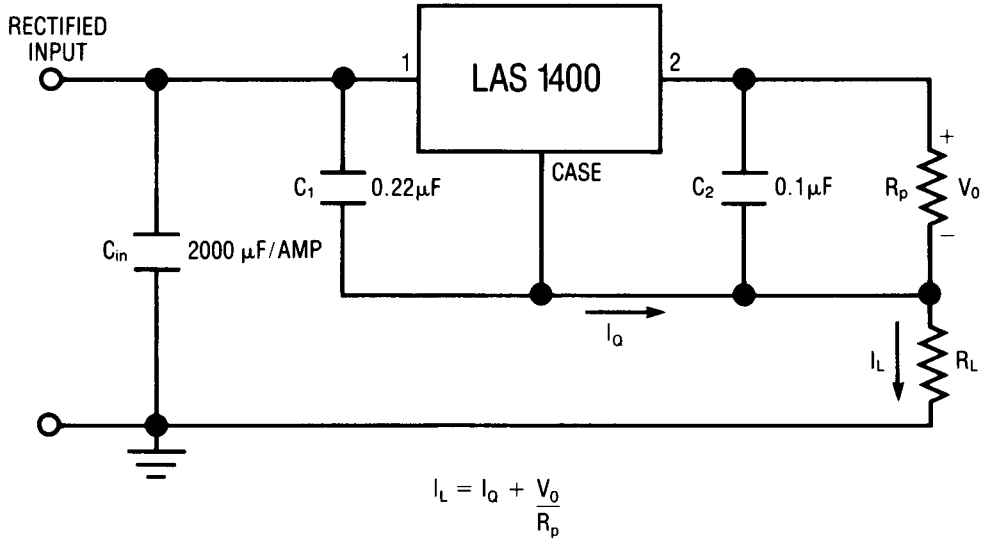 RECTIFIED
INPUT
1
LAS 1400
2
CASE
C₁
0.22μF
C₂
0.1μF
Rₚ
+
V₀
−
Cᵢₙ
2000 μF/AMP
I_Q
I_L
R_L
I_L = I_Q + V₀
Rₚ